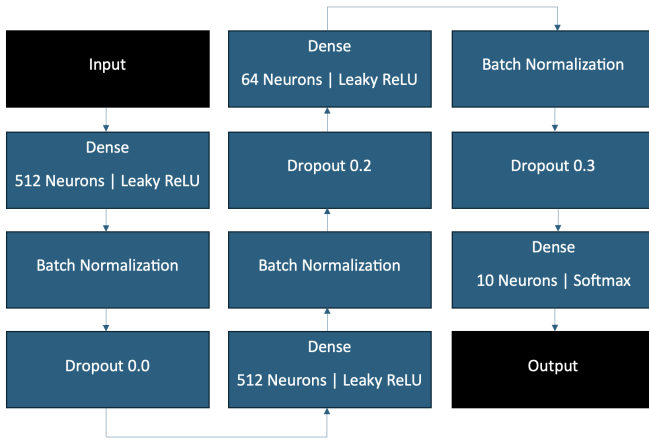 Input
Dense
512 Neurons | Leaky ReLU
Batch Normalization
Dropout 0.0
Dense
512 Neurons | Leaky ReLU
Batch Normalization
Dropout 0.2
Dense
64 Neurons | Leaky ReLU
Batch Normalization
Dropout 0.3
Dense
10 Neurons | Softmax
Output